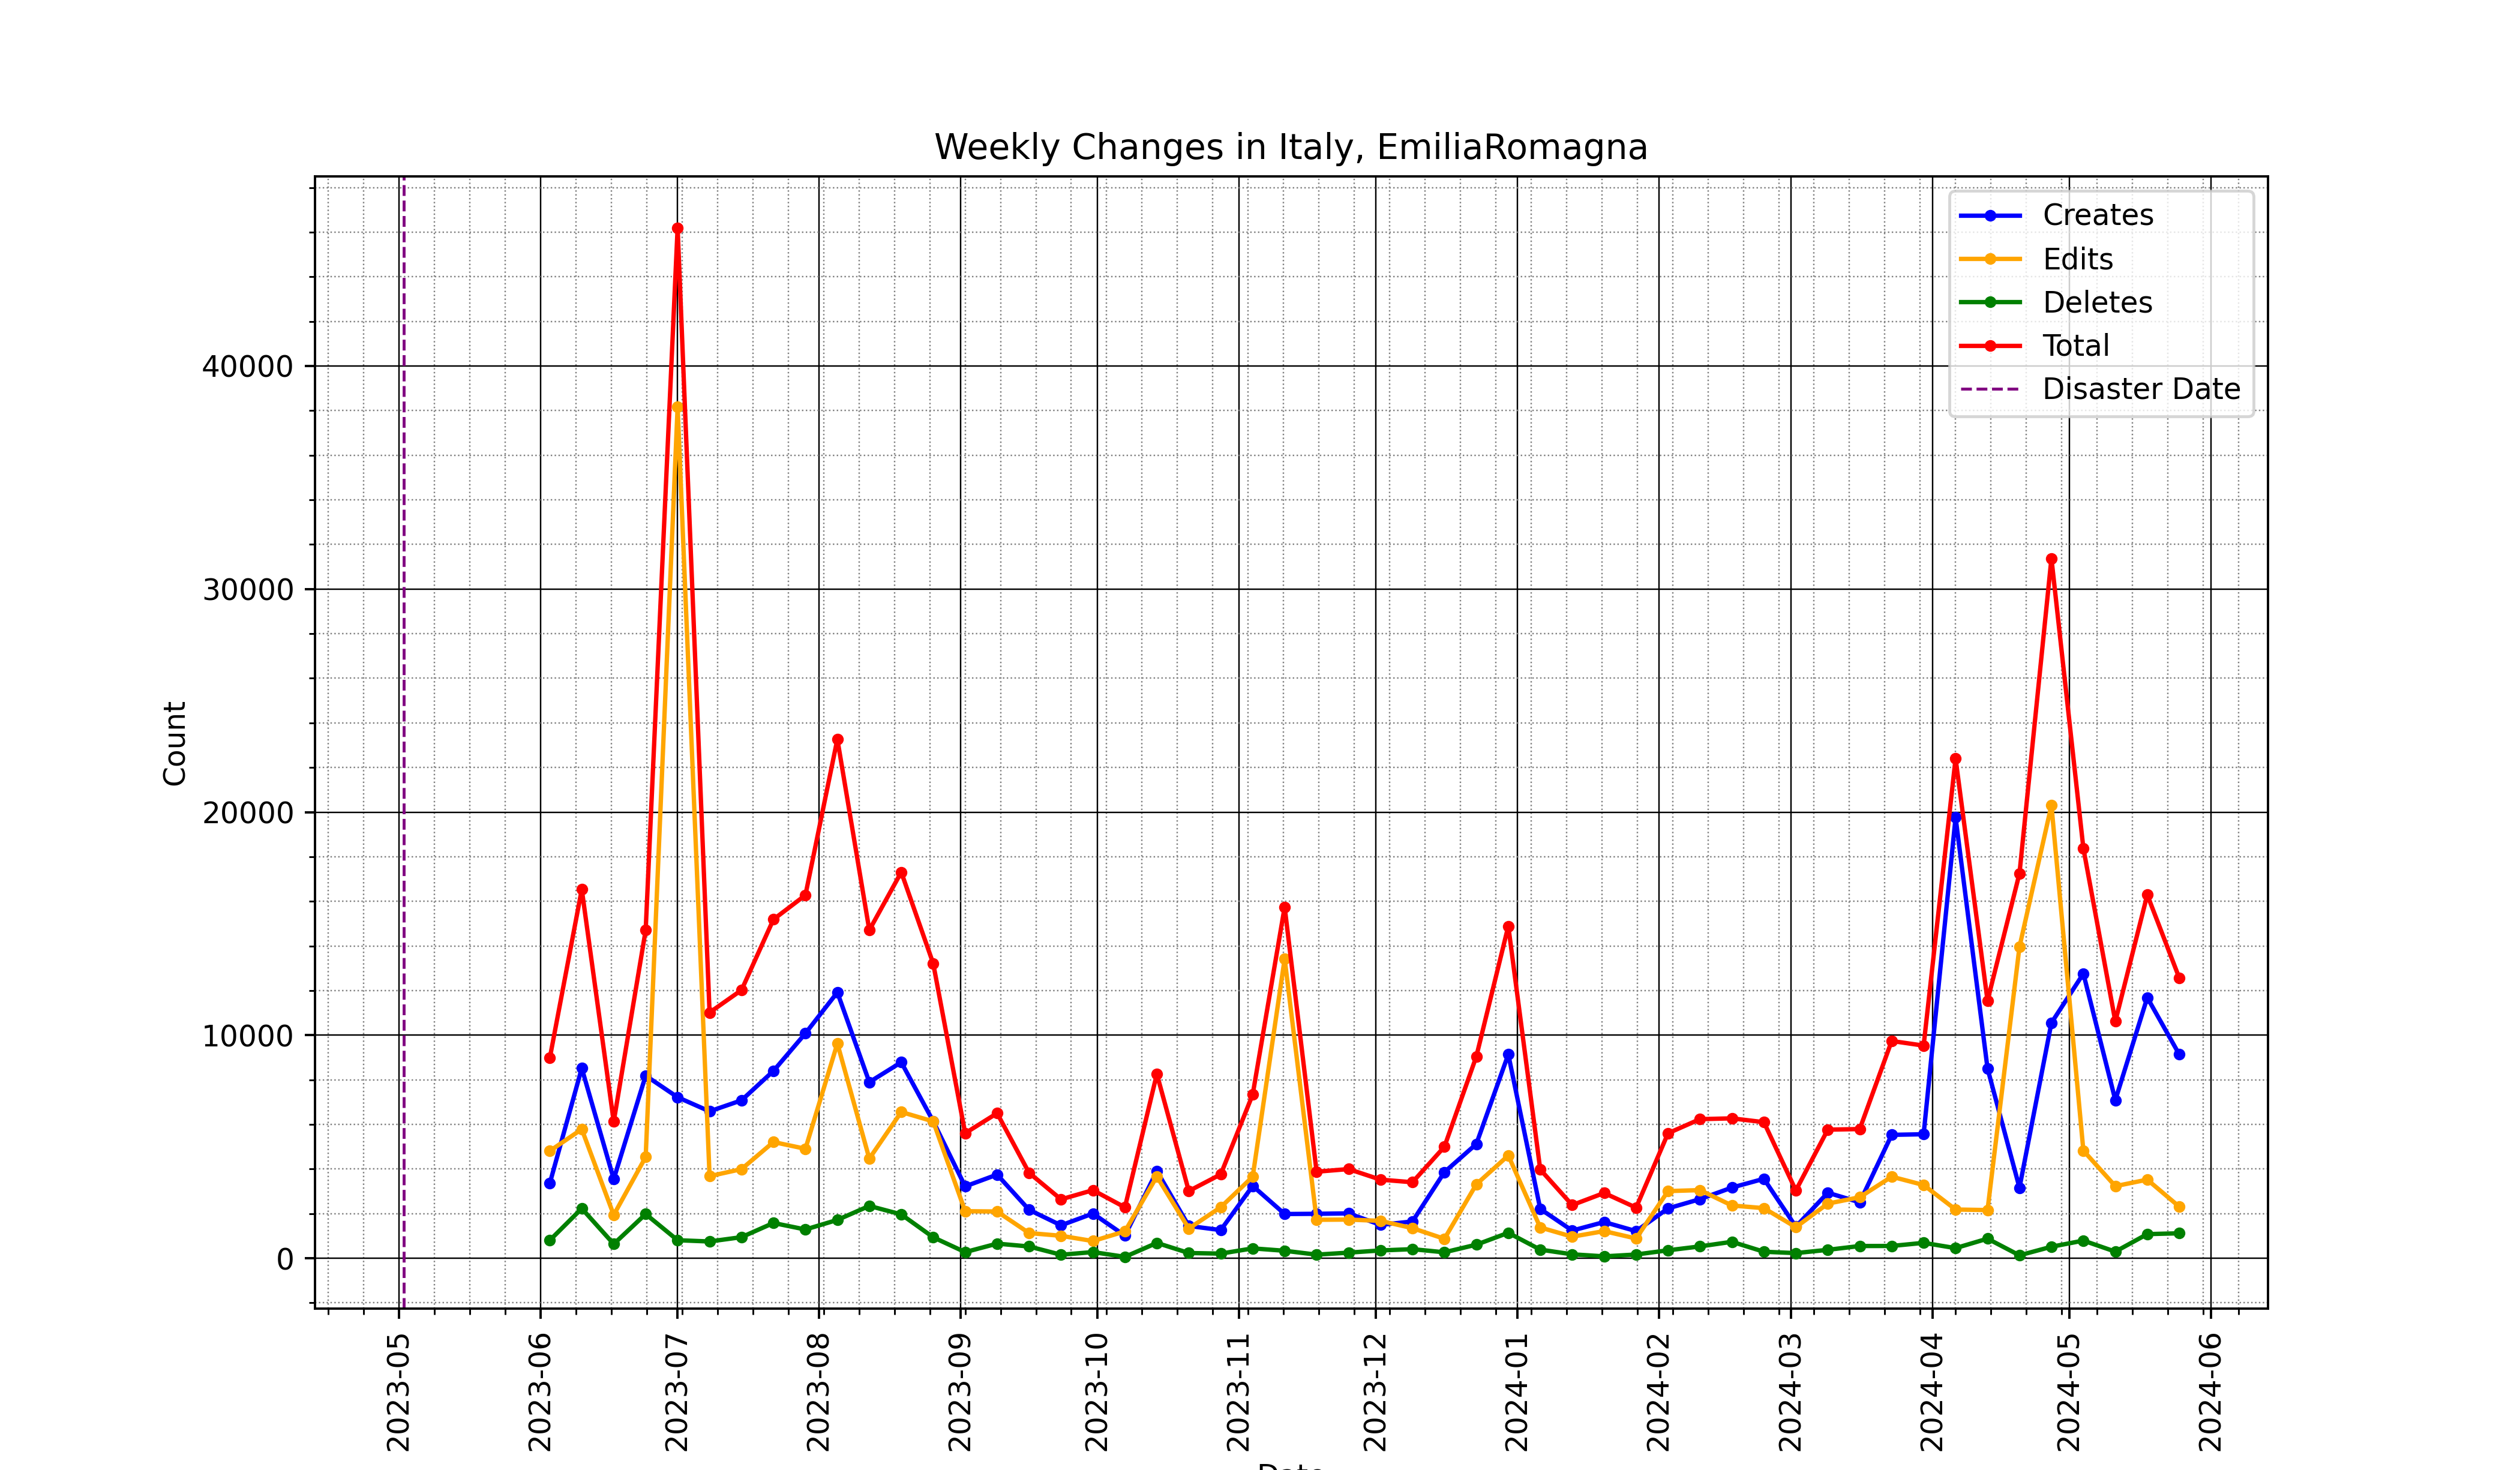 Weekly Changes in Italy, EmiliaRomagna
Creates
Edits
Deletes
Total
Disaster Date
40000
30000
20000
10000
0
Count
2023-05
2023-06
2023-07
2023-08
2023-09
2023-10
2023-11
2023-12
2024-01
2024-02
2024-03
2024-04
2024-05
2024-06
Date